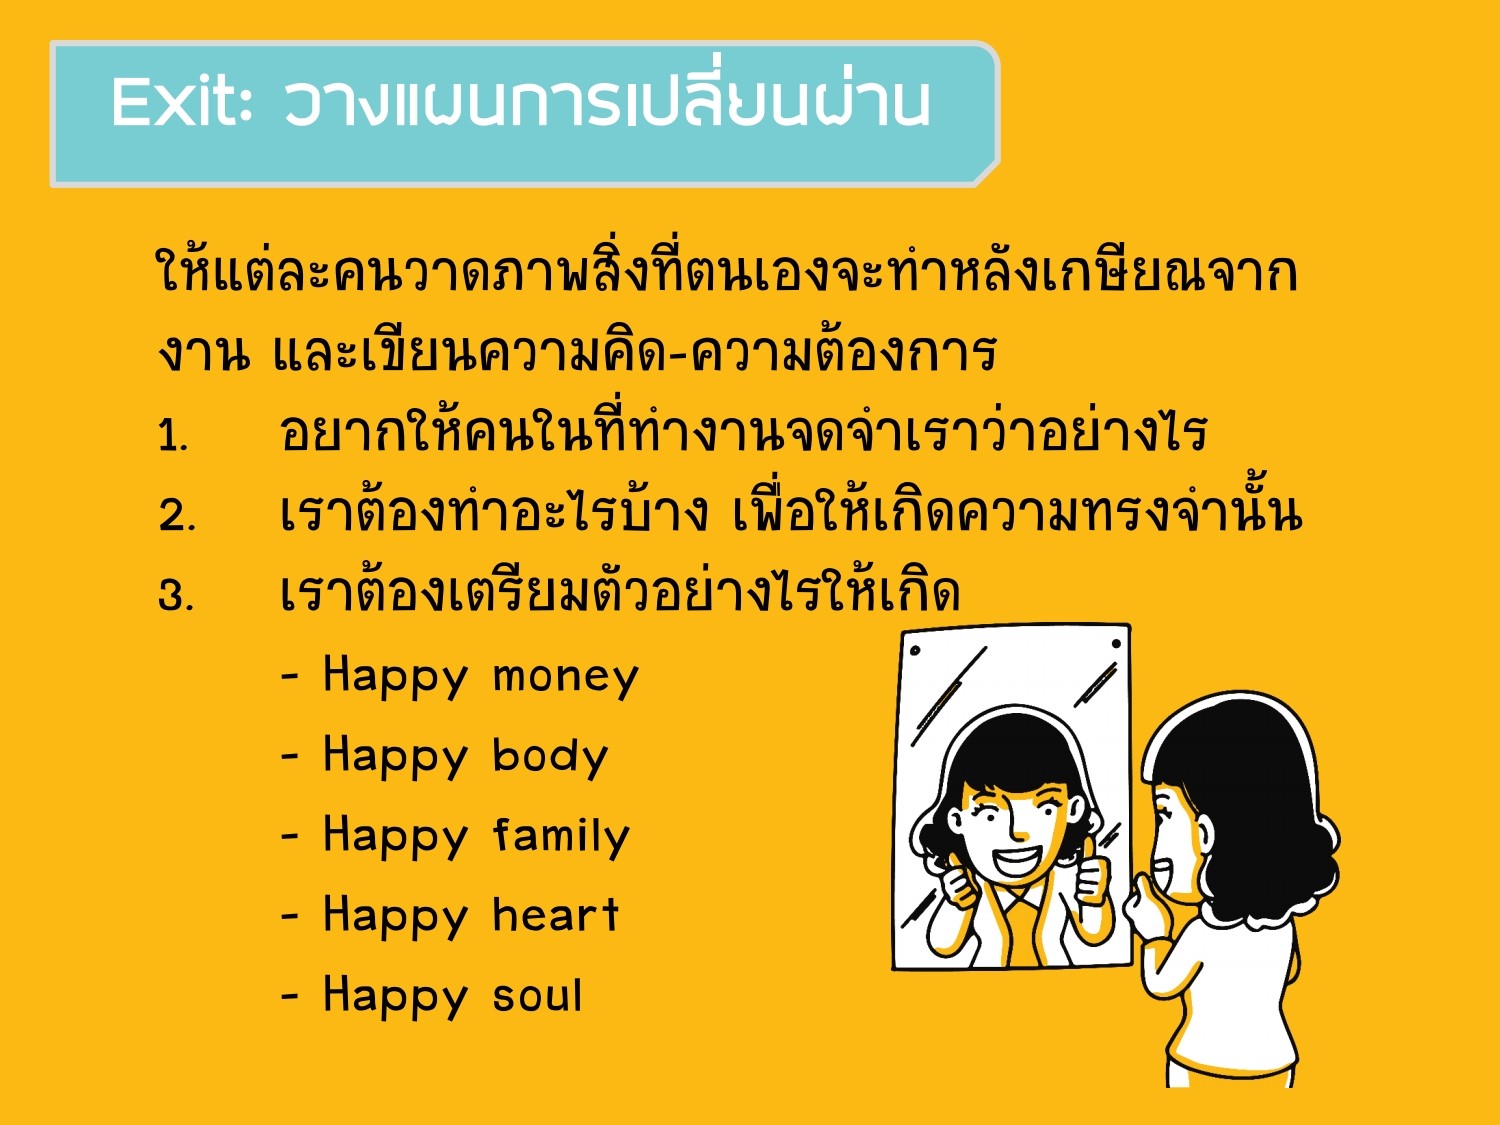 Exit: วางแผนการเปลี่ยนผ่าน
ให้แต่ละคนวาดภาพสิ่งที่ตนเองจะทำหลังเกษียณจาก
งาน และเขียนความคิด-ความต้องการ
1. อยากให้คนในที่ทำงานจดจำเราว่าอย่างไร
2. เราต้องทำอะไรบ้าง เพื่อให้เกิดความทรงจำนั้น
3. เราต้องเตรียมตัวอย่างไรให้เกิด
- Happy money
- Happy body
- Happy family
- Happy heart
- Happy soul